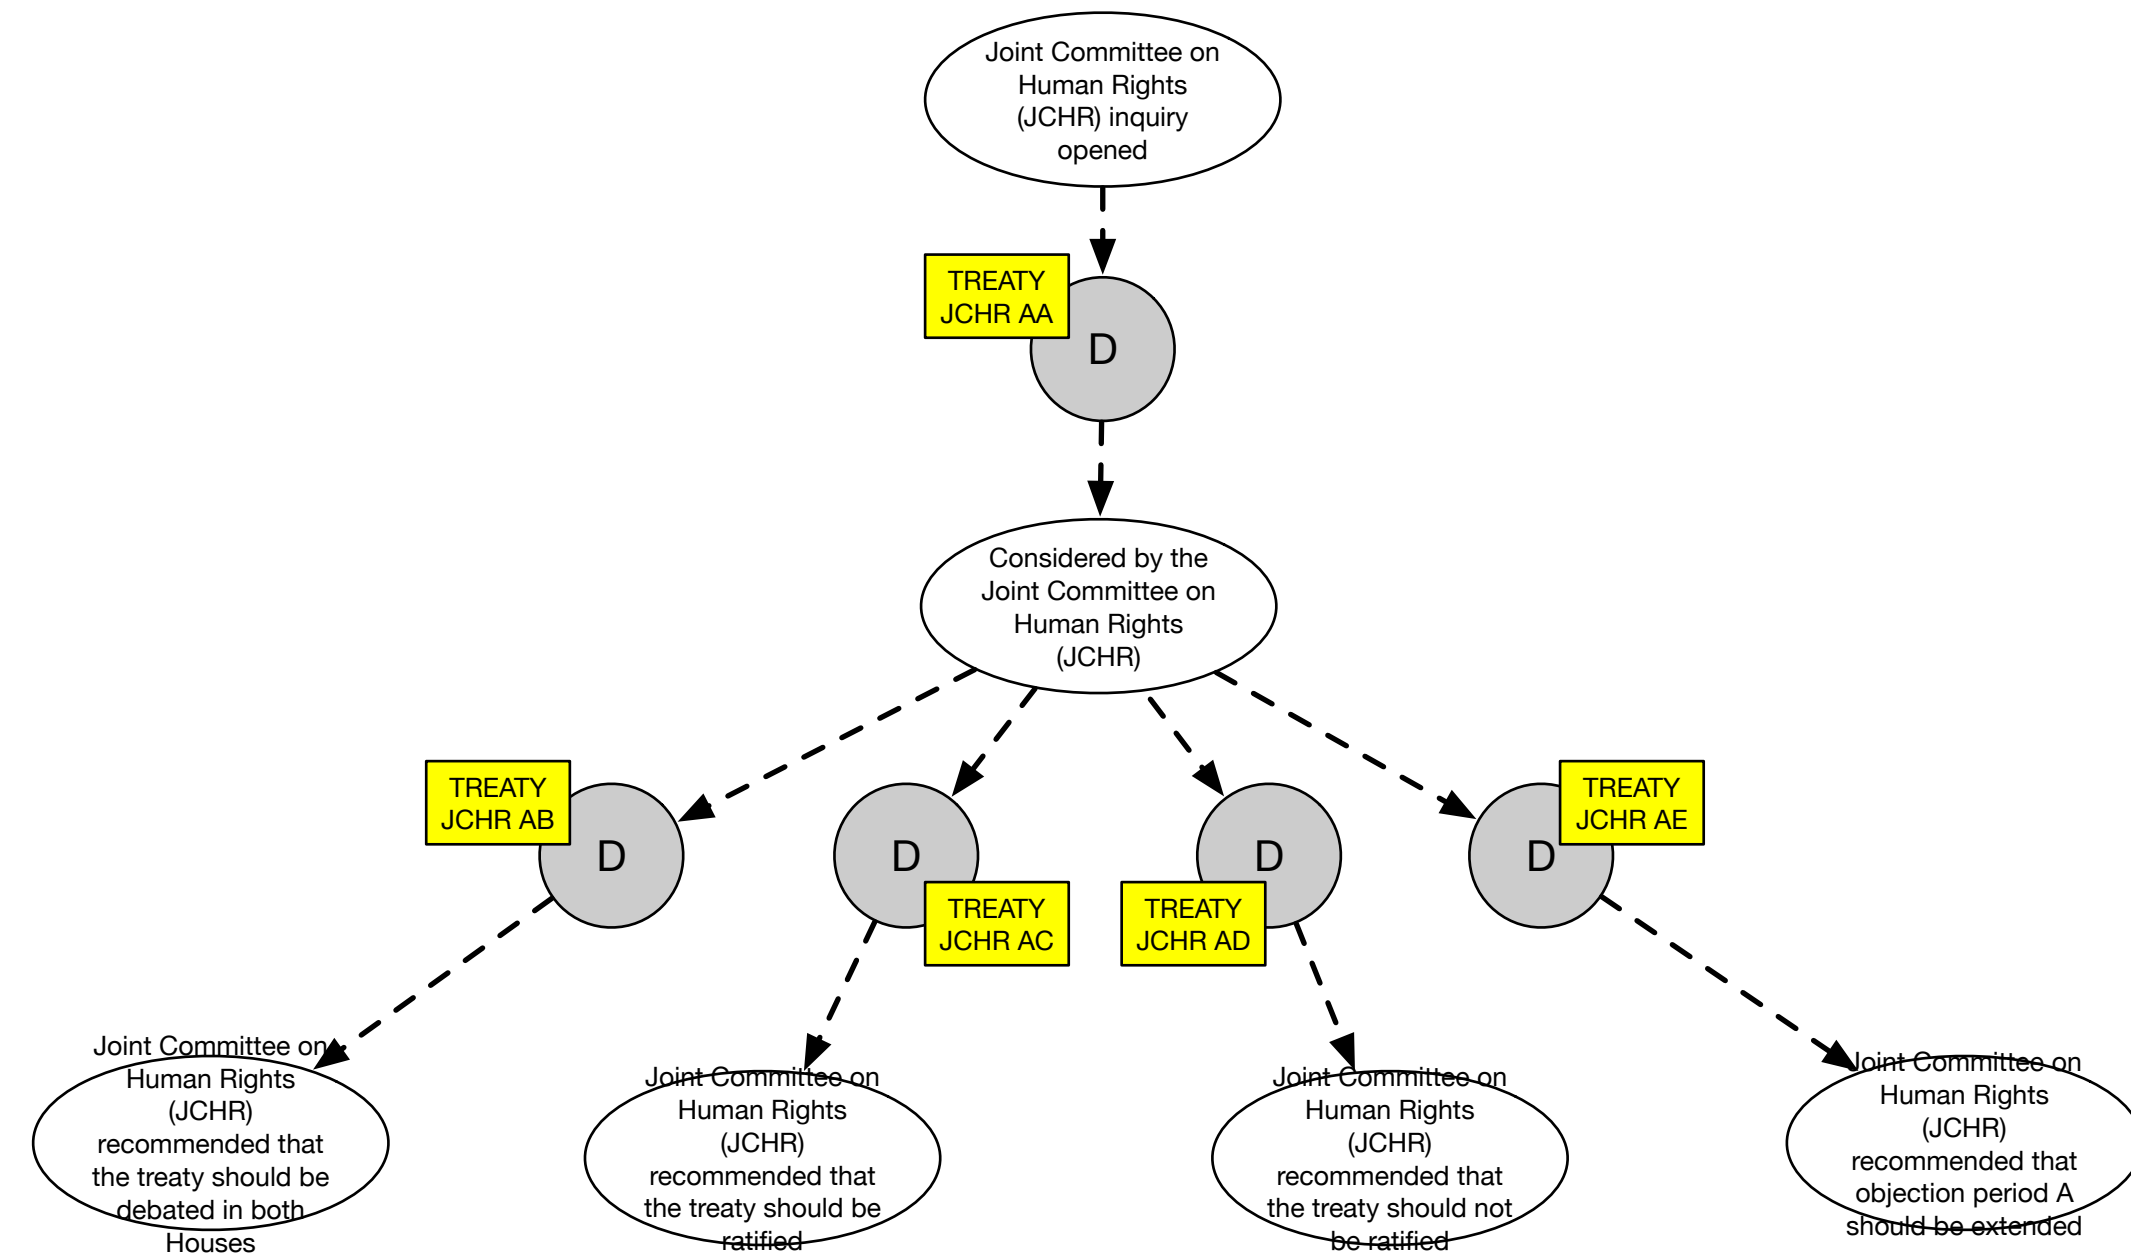 Joint Committee on
Human Rights
(JCHR) inquiry
opened
TREATY
JCHR AA
D
Considered by the
Joint Committee on
Human Rights
(JCHR)
TREATY
JCHR AB
D
D
TREATY
JCHR AC
D
TREATY
JCHR AD
D
TREATY
JCHR AE
Joint Committee on
Human Rights
(JCHR)
recommended that
the treaty should be
debated in both
Houses
Joint Committee on
Human Rights
(JCHR)
recommended that
the treaty should be
ratified
Joint Committee on
Human Rights
(JCHR)
recommended that
the treaty should not
be ratified
Joint Committee on
Human Rights
(JCHR)
recommended that
objection period A
should be extended